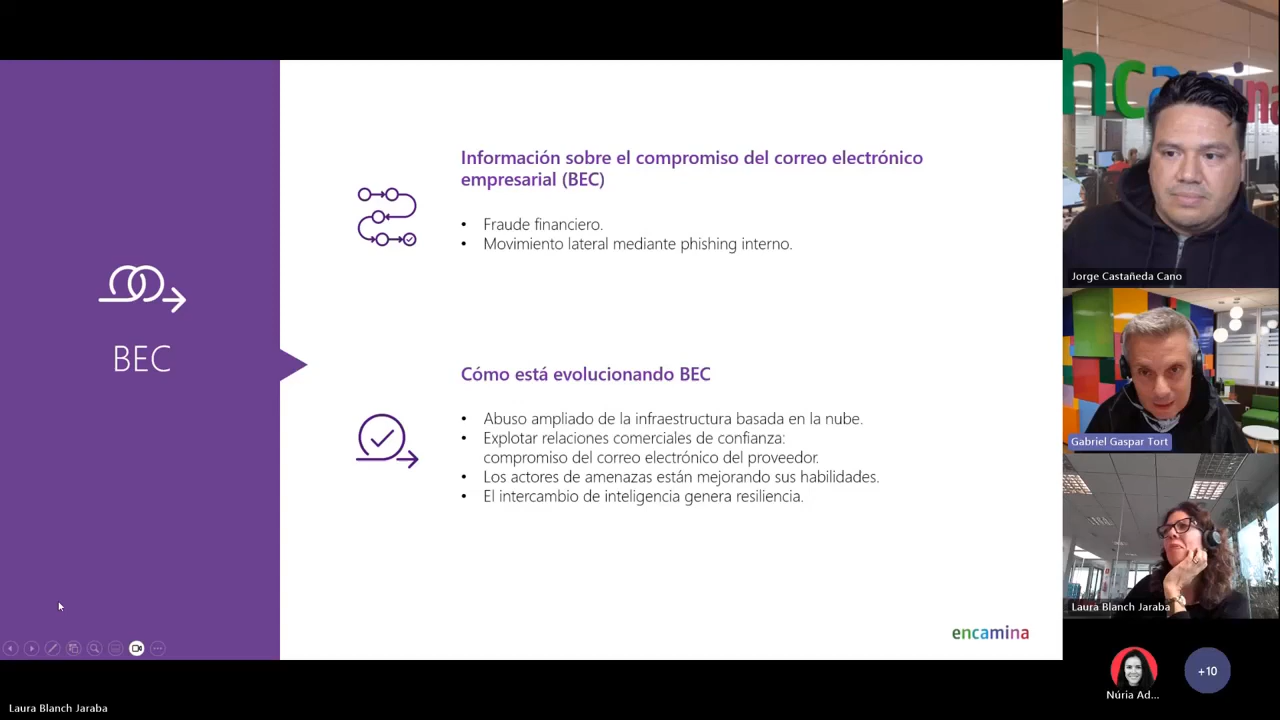 BEC
Información sobre el compromiso del correo electrónico
empresarial (BEC)
• Fraude financiero.
• Movimiento lateral mediante phishing interno.
Cómo está evolucionando BEC
• Abuso ampliado de la infraestructura basada en la nube.
• Explotar relaciones comerciales de confianza:
compromiso del correo electrónico del proveedor.
• Los actores de amenazas están mejorando sus habilidades.
• El intercambio de inteligencia genera resiliencia.
encamina
encamina
Jorge Castañeda Cano
Gabriel Gaspar Tort
Laura Blanch Jaraba
Núria Ad...
+10
Laura Blanch Jaraba